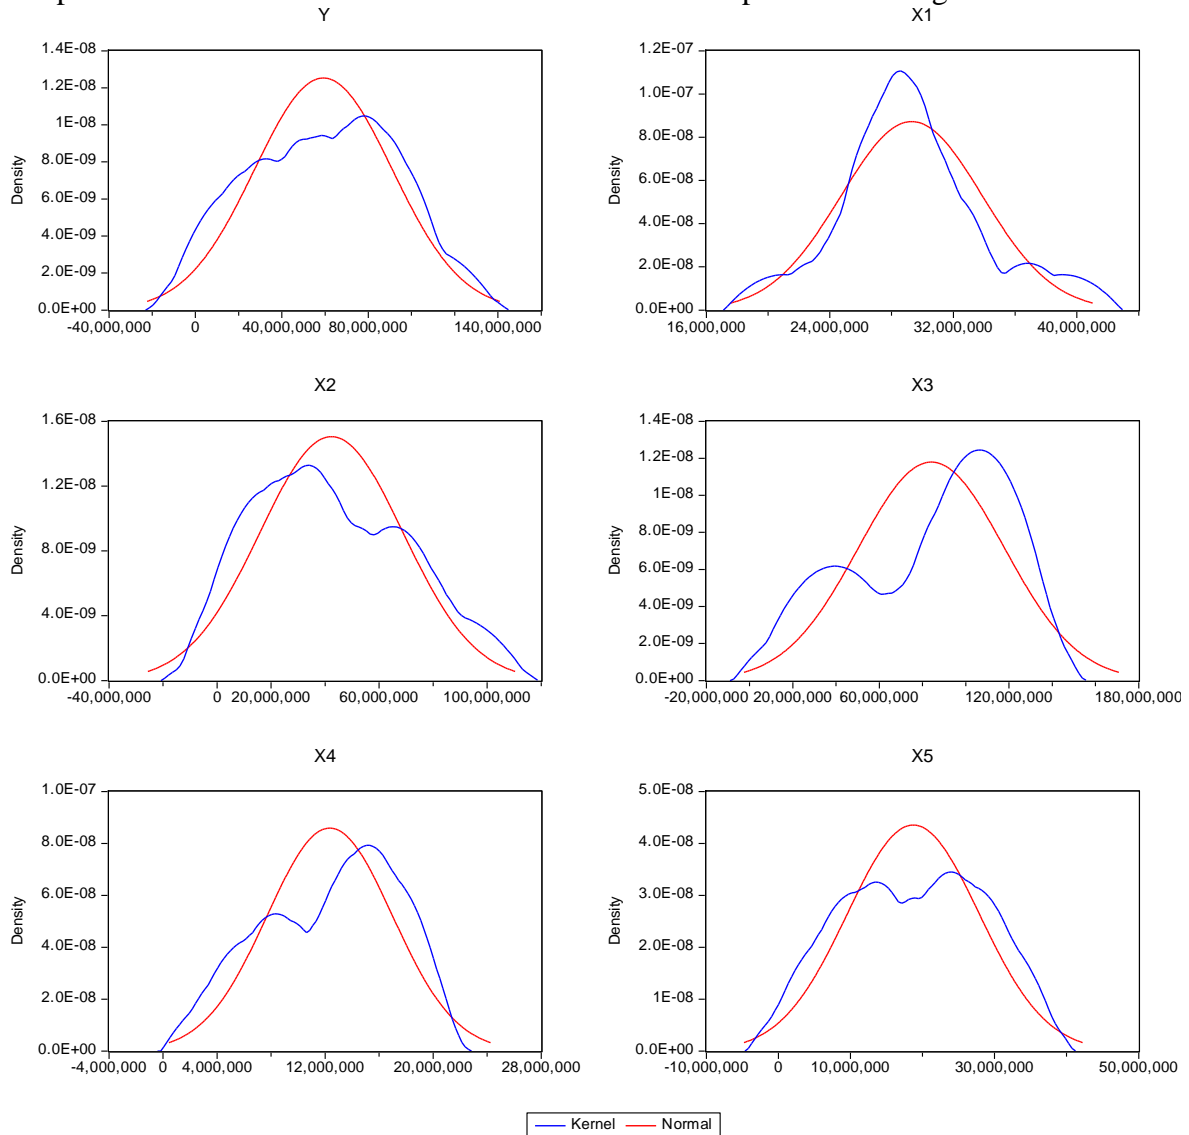 Y X1
1.4E-08
1.2E-08
1E-08
8.0E-09
6.0E-09
4.0E-09
2.0E-09
0.0E+00
Density
-40,000,000 0 40,000,000 80,000,000 140,000,000
1.2E-07
1.0E-07
8.0E-08
6.0E-08
4.0E-08
2.0E-08
0.0E+00
Density
16,000,000 24,000,000 32,000,000 40,000,000
X2 X3
1.6E-08
1.2E-08
8.0E-09
4.0E-09
0.0E+00
Density
-40,000,000 0 20,000,000 60,000,000 100,000,000
1.4E-08
1.2E-08
1E-08
8.0E-09
6.0E-09
4.0E-09
2.0E-09
0.0E+00
Density
-20,000,000 20,000,000 60,000,000 120,000,000 180,000,000
X4 X5
1.0E-07
8.0E-08
6.0E-08
4.0E-08
2.0E-08
0.0E+00
Density
-4,000,000 0 4,000,000 12,000,000 20,000,000 28,000,000
5.0E-08
4.0E-08
3.0E-08
2.0E-08
1E-08
0.0E+00
Density
-10,000,000 0 10,000,000 30,000,000 50,000,000
Kernel Normal